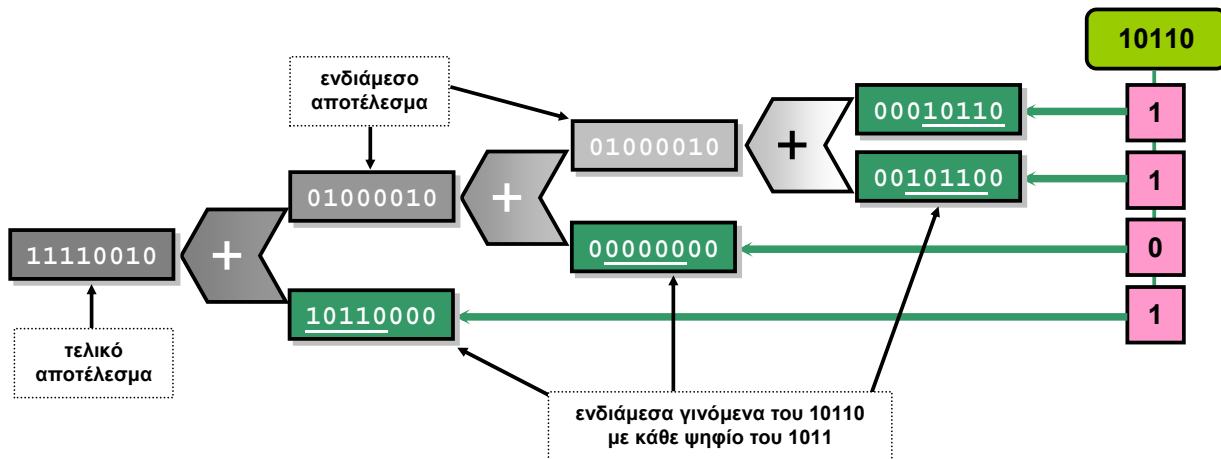 10110
ενδιάμεσο
αποτέλεσμα
00010110
1
01000010
+
00101100
1
01000010
+
00000000
0
11110010
+
10110000
1
τελικό
αποτέλεσμα
ενδιάμεσα γινόμενα του 10110
με κάθε ψηφίο του 1011